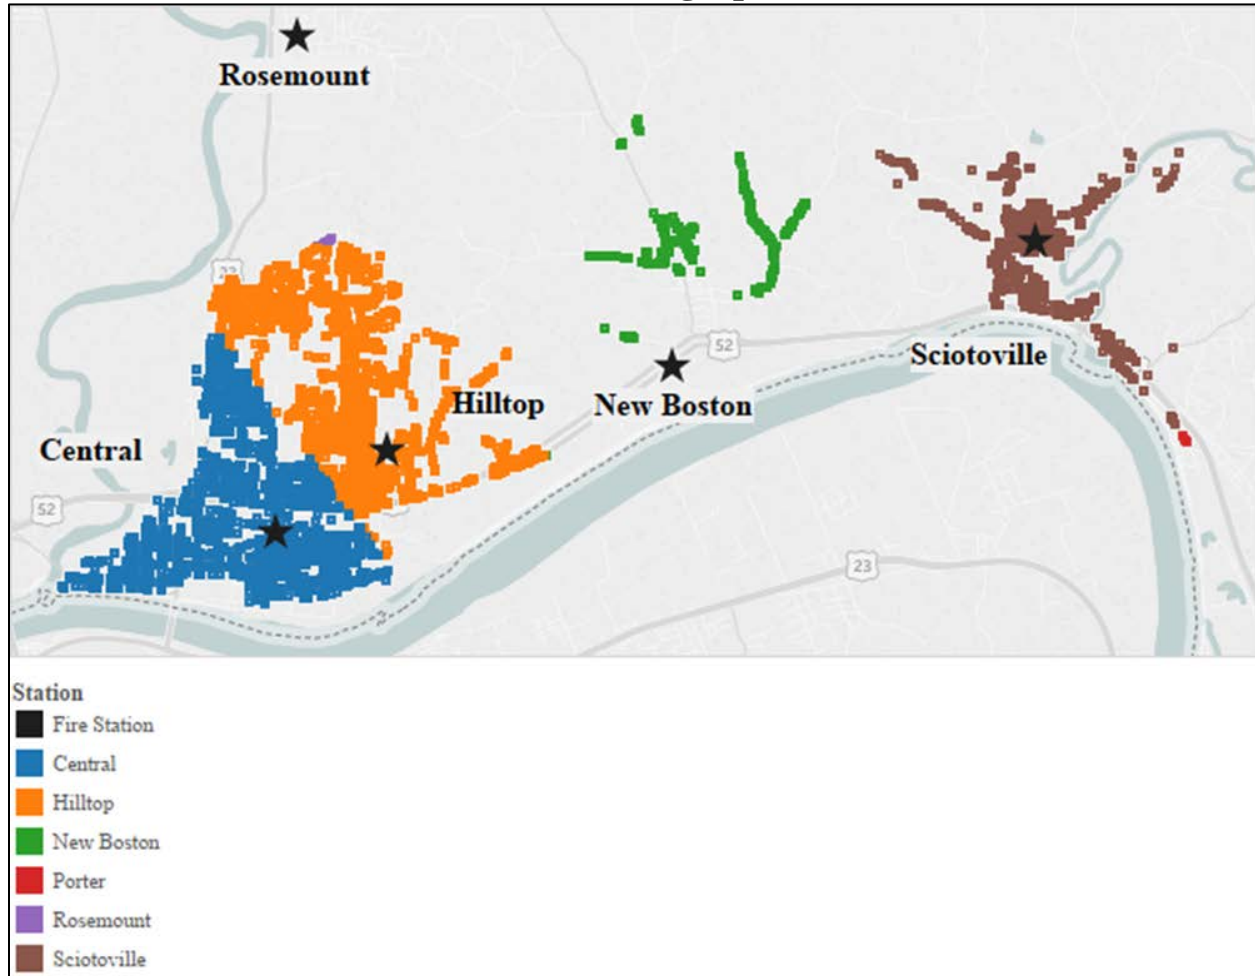 Rosemount
23
52
Sciotoville
Hilltop
New Boston
Central
52
23
Station
Fire Station
Central
Hilltop
New Boston
Porter
Rosemount
Sciotoville